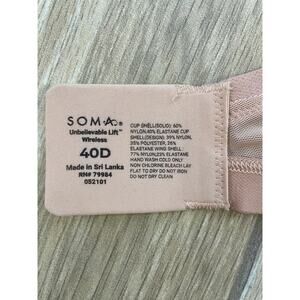 SOMA®
Unbelievable Lift™
Wireless
40D
Made in Sri Lanka
RN# 79984
052101
CUP SHELL(SOLID): 60%
NYLON,40% ELASTANE CUP
SHELL(DESIGN): 39% NYLON,
35% POLYESTER, 26%
ELASTANE WING SHELL :
77% NYLON,23% ELASTANE
HAND WASH COLD ONLY
NON CHLORINE BLEACH LAY
FLAT TO DRY DO NOT IRON
DO NOT DRY CLEAN